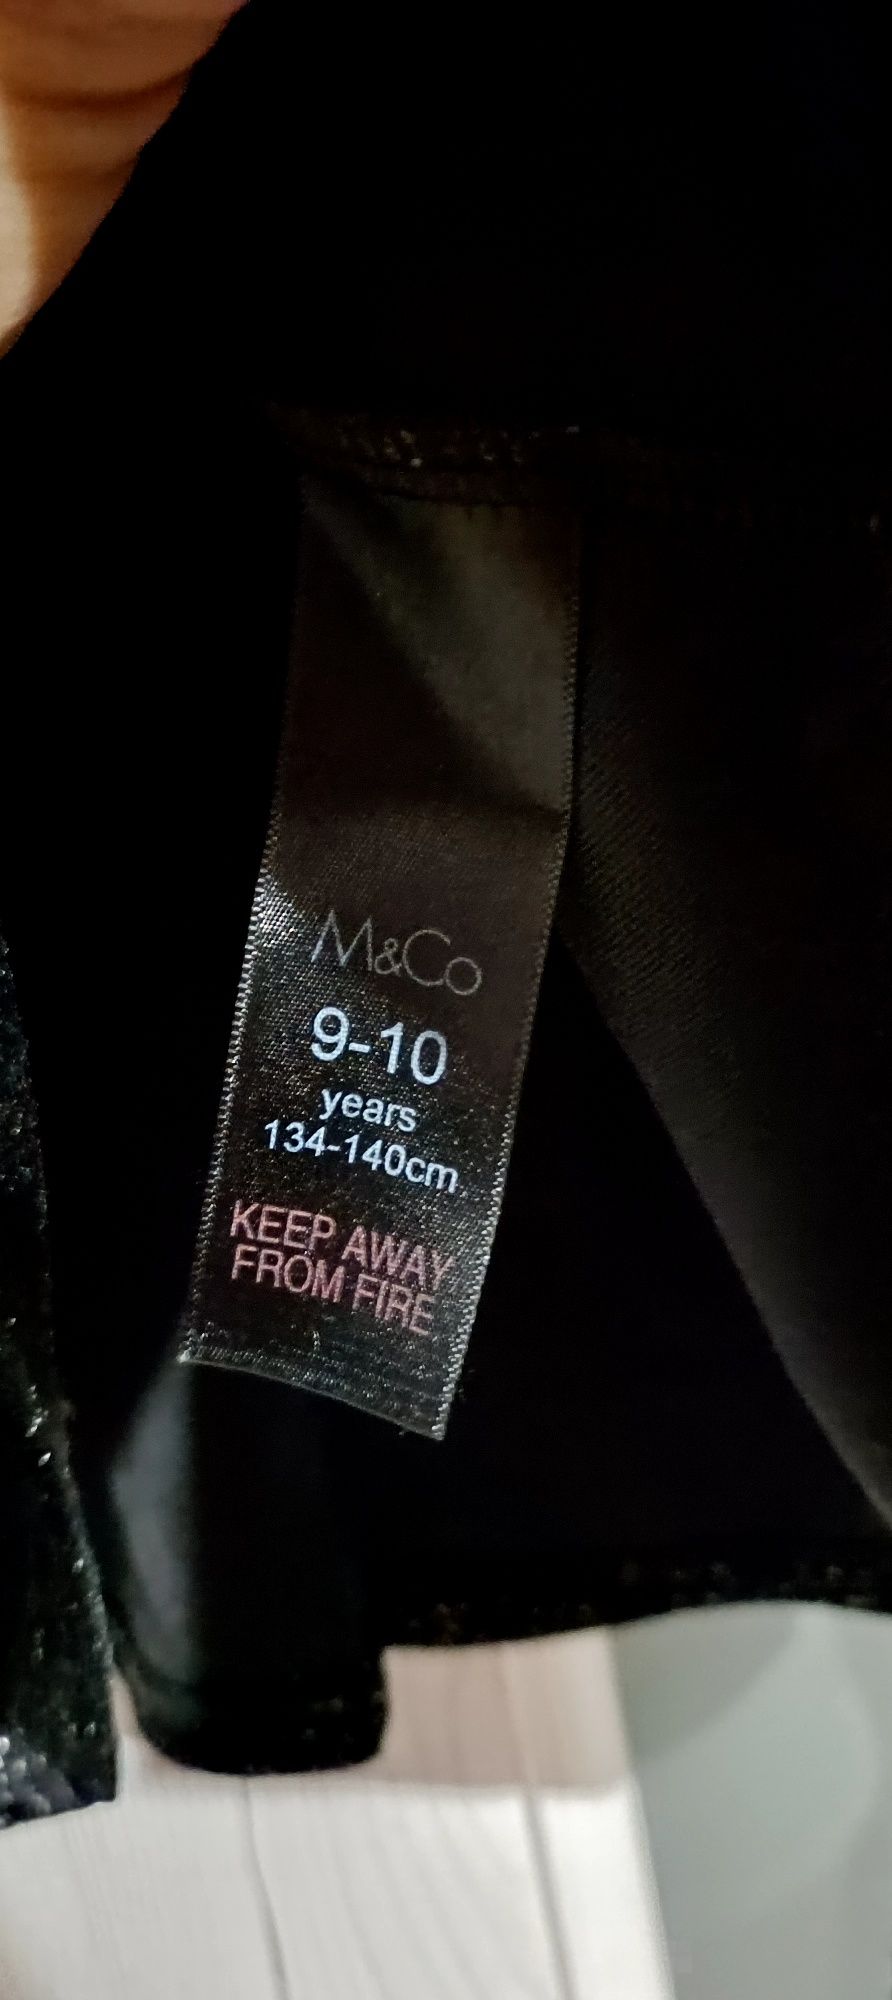 M&Co
9-10
years
134-140cm
KEEP AWAY
FROM FIRE